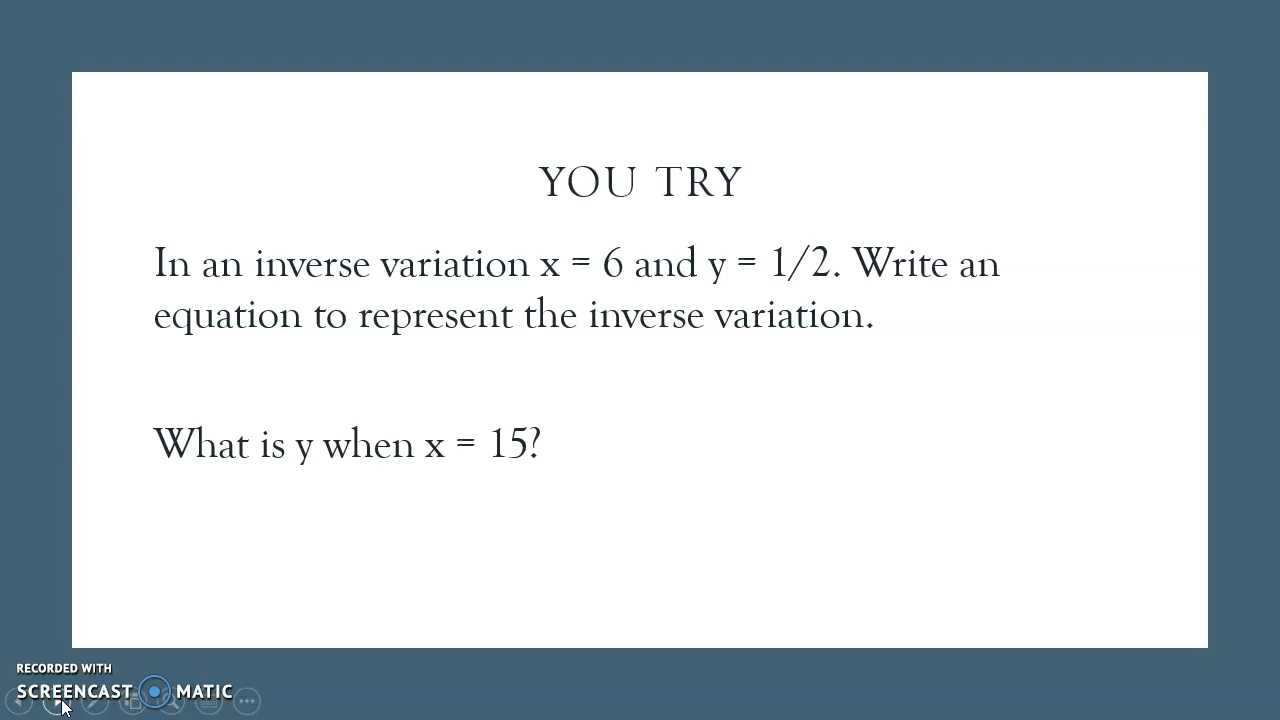 YOU TRY
In an inverse variation x = 6 and y = 1/2. Write an
equation to represent the inverse variation.
What is y when x = 15?
RECORDED WITH
SCREENCAST MATIC